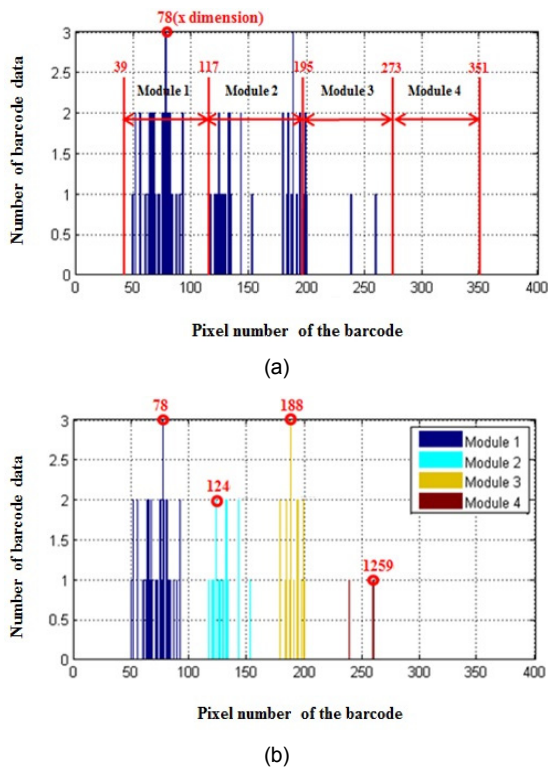 78(x dimension)
3
39 117 195 273 351
2.5
Module 1 Module 2 Module 3 Module 4
2
1.5
1
0.5
0
0 50 100 150 200 250 300 350 400
Number of barcode data
Pixel number of the barcode
(a)
78 188
3
Module 1
2.5
Module 2
124
Module 3
2
Module 4
1.5
1259
1
0.5
0
0 50 100 150 200 250 300 350 400
Number of barcode data
Pixel number of the barcode
(b)